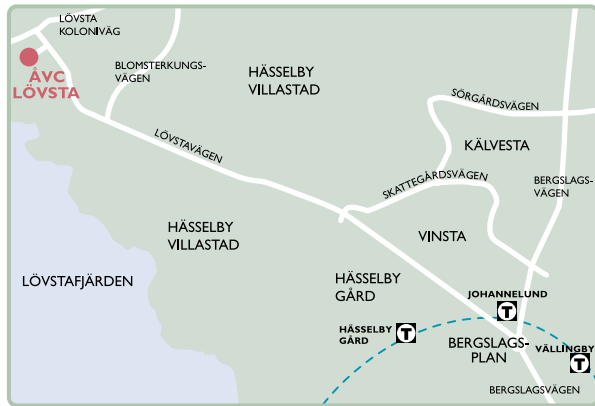 LÖVSTA
KOLONIVÄG
ÅVC
LÖVSTA
BLOMSTERKUNGS-
VÄGEN
HÄSSELBY
VILLASTAD
SÖRGÅRDSVÄGEN
KÄLVESTA
LÖVSTAVÄGEN
SKATTEGÅRDSVÄGEN
BERGSLAGS-
VÄGEN
HÄSSELBY
VILLASTAD
VINSTA
LÖVSTAFJÄRDEN
HÄSSELBY
GÅRD
JOHANNELUND
T
HÄSSELBY
GÅRD
T
BERGSLAGS-
PLAN
VÄLLINGBY
T
BERGSLAGSVÄGEN